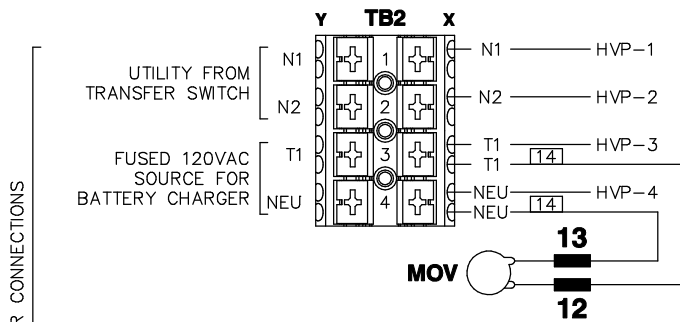 Y TB2 X
N1 1 N1 HVP-1
UTILITY FROM
TRANSFER SWITCH
N2 2 N2 HVP-2
FUSED 120VAC
SOURCE FOR
BATTERY CHARGER
T1 3 T1 HVP-3
T1 14
NEU 4 NEU HVP-4
NEU 14
R CONNECTIONS
MOV
13
12